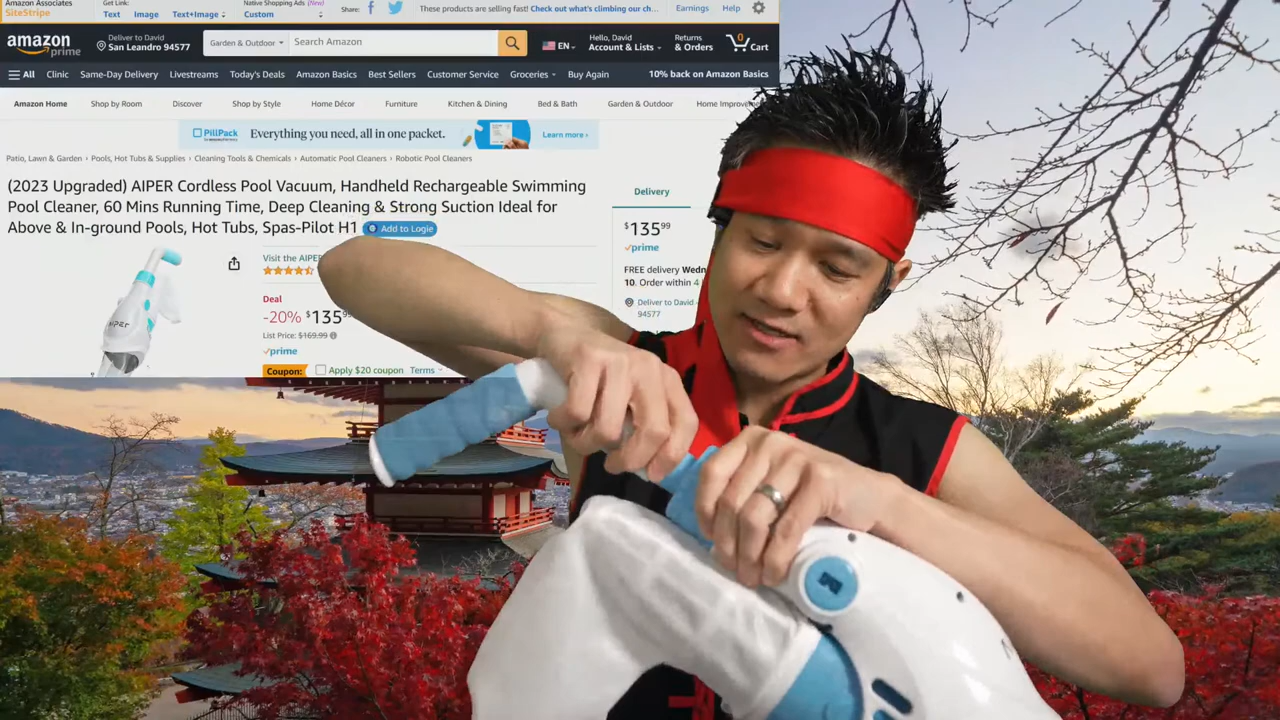 Amazon Associates
SiteStripe
Get Link:
Text Image Text+Image
Native Shopping Ads (New)
Custom
Share:
These products are selling fast! Check out what's climbing our ch...
Earnings Help
amazon
prime
Deliver to David
San Leandro 94577
Garden & Outdoor
Search Amazon
EN
Hello, David
Account & Lists
Returns
& Orders
0
Cart
All Clinic Same-Day Delivery Livestreams Today's Deals Amazon Basics Best Sellers Customer Service Groceries Buy Again 10% back on Amazon Basics
Amazon Home Shop by Room Discover Shop by Style Home Décor Furniture Kitchen & Dining Bed & Bath Garden & Outdoor Home Improvem
PillPack Everything you need, all in one packet. Learn more ›
Patio, Lawn & Garden › Pools, Hot Tubs & Supplies › Cleaning Tools & Chemicals › Automatic Pool Cleaners › Robotic Pool Cleaners
(2023 Upgraded) AIPER Cordless Pool Vacuum, Handheld Rechargeable Swimming
Pool Cleaner, 60 Mins Running Time, Deep Cleaning & Strong Suction Ideal for
Above & In-ground Pools, Hot Tubs, Spas-Pilot H1 Add to Logie
Visit the AIPER
Deal
-20% $135
List Price: $169.99
prime
Coupon: Apply $20 coupon Terms
AIPER
Delivery
$135.99
prime
FREE delivery Wedn
10. Order within 4
Deliver to David -
94577